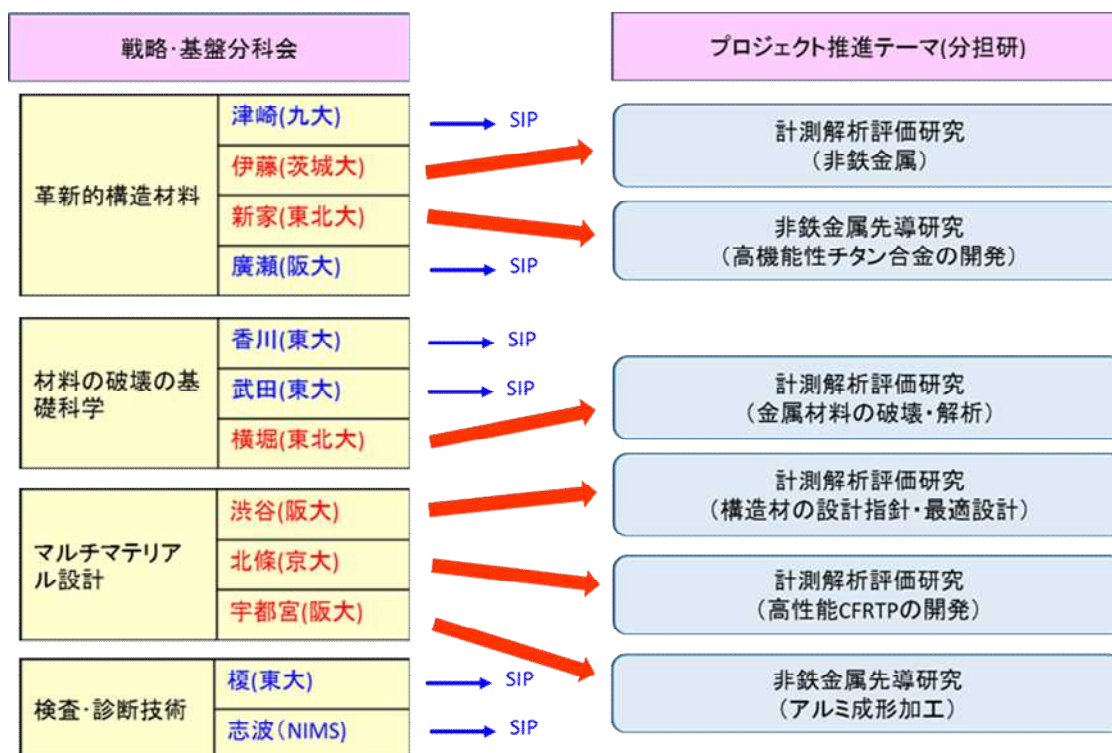 戦略・基盤分科会
プロジェクト推進テーマ(分担研)
革新的構造材料
津崎(九大)
SIP
伊藤(茨城大)
新家(東北大)
廣瀬(阪大)
SIP
計測解析評価研究
(非鉄金属)
非鉄金属先導研究
(高機能性チタン合金の開発)
材料の破壊の基
礎科学
香川(東大)
SIP
武田(東大)
SIP
横堀(東北大)
計測解析評価研究
(金属材料の破壊・解析)
マルチマテリア
ル設計
渋谷(阪大)
北條(京大)
宇都宮(阪大)
計測解析評価研究
(構造材の設計指針・最適設計)
計測解析評価研究
(高性能CFRTPの開発)
検査・診断技術
榎(東大)
SIP
志波(NIMS)
SIP
非鉄金属先導研究
(アルミ成形加工)